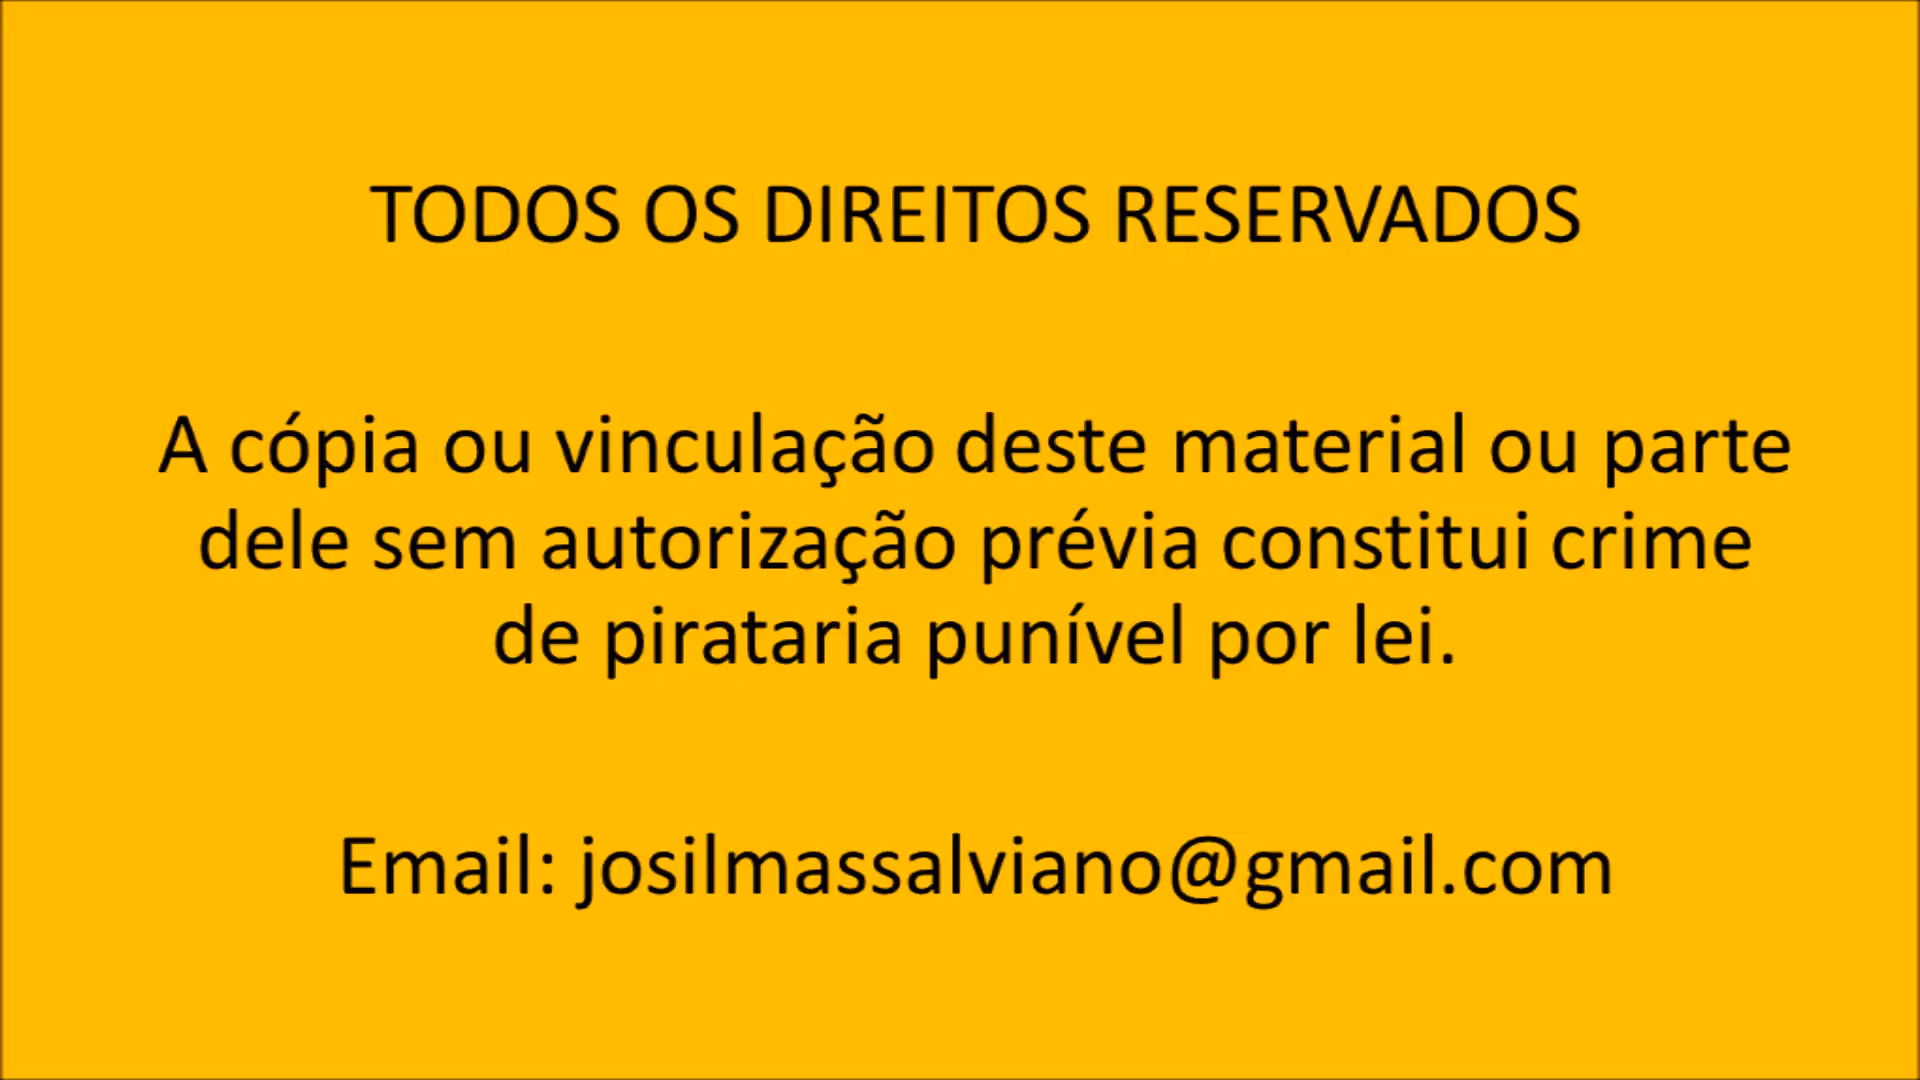 TODOS OS DIREITOS RESERVADOS
A cópia ou vinculação deste material ou parte
dele sem autorização prévia constitui crime
de pirataria punível por lei.
Email: josilmassalviano@gmail.com